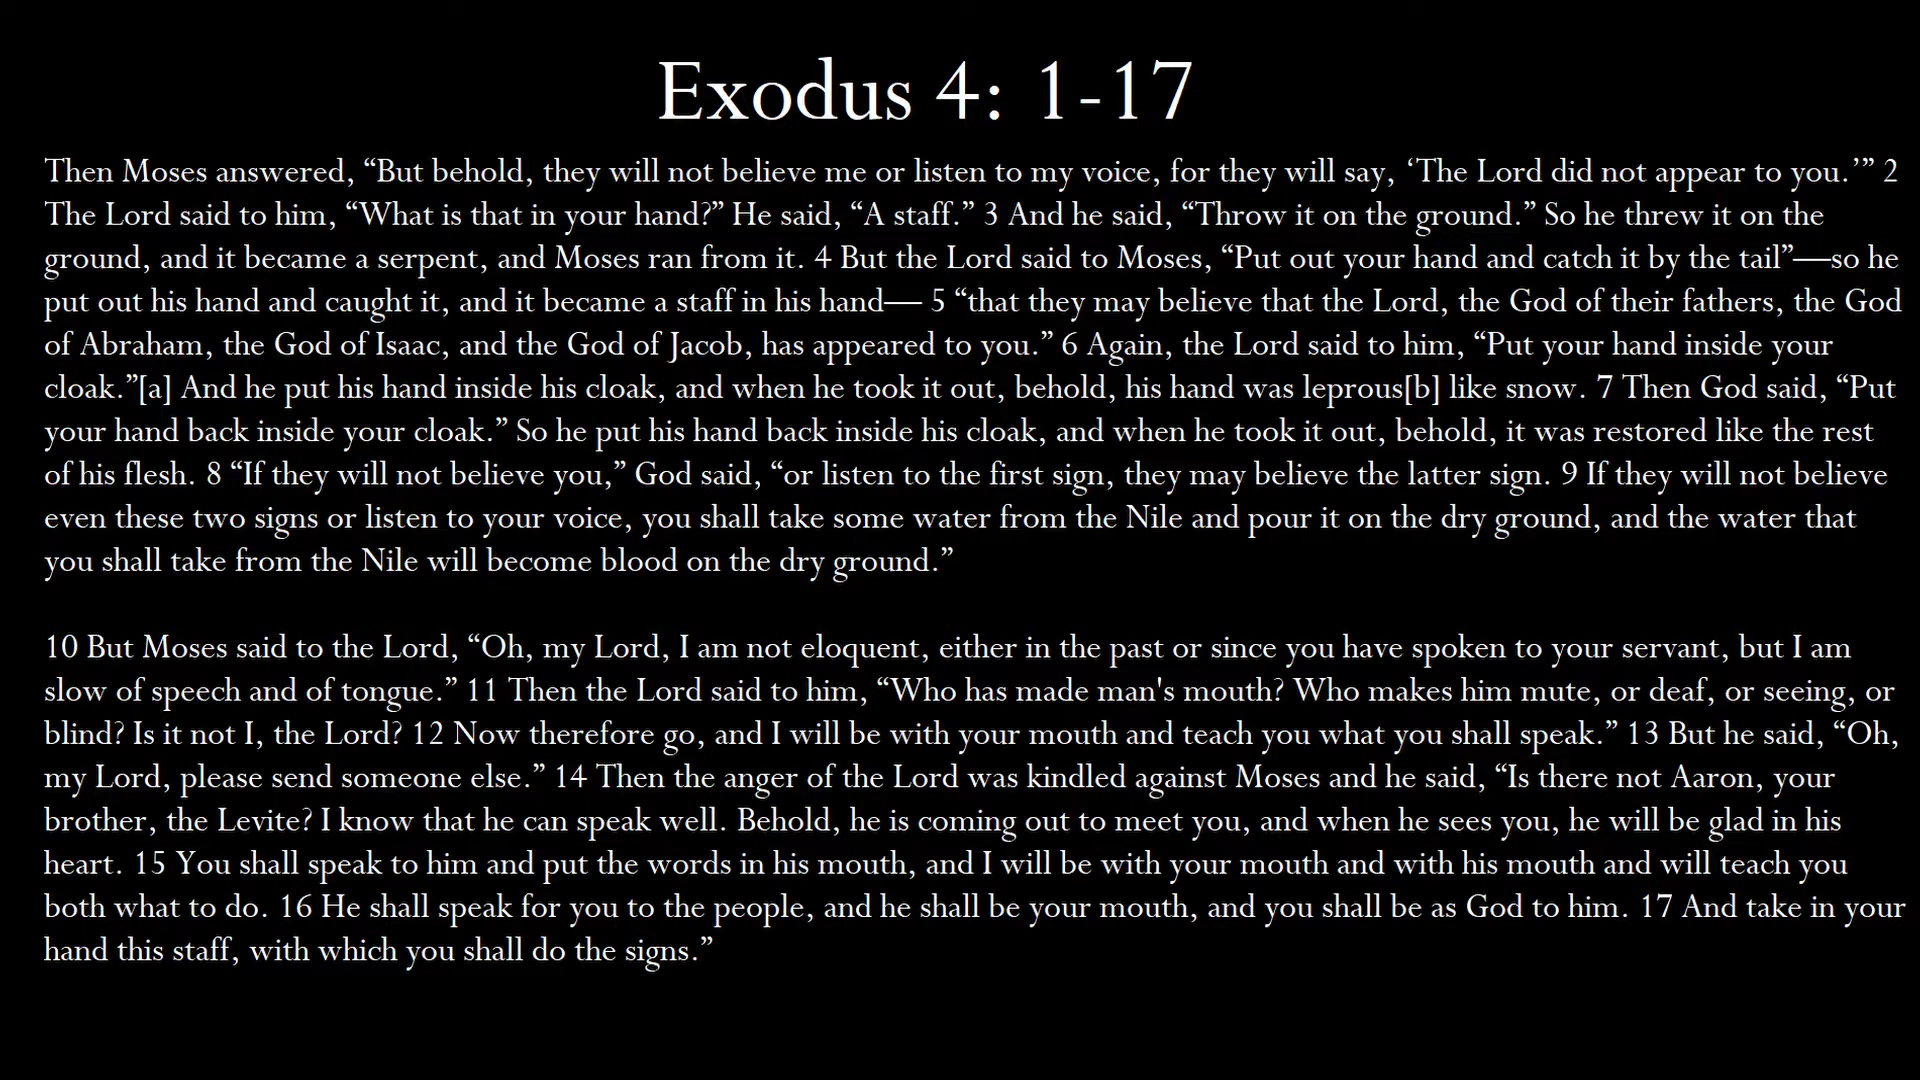 Exodus 4: 1-17
Then Moses answered, “But behold, they will not believe me or listen to my voice, for they will say, ‘The Lord did not appear to you.’” 2
The Lord said to him, “What is that in your hand?” He said, “A staff.” 3 And he said, “Throw it on the ground.” So he threw it on the
ground, and it became a serpent, and Moses ran from it. 4 But the Lord said to Moses, “Put out your hand and catch it by the tail”—so he
put out his hand and caught it, and it became a staff in his hand— 5 “that they may believe that the Lord, the God of their fathers, the God
of Abraham, the God of Isaac, and the God of Jacob, has appeared to you.” 6 Again, the Lord said to him, “Put your hand inside your
cloak.”[a] And he put his hand inside his cloak, and when he took it out, behold, his hand was leprous[b] like snow. 7 Then God said, “Put
your hand back inside your cloak.” So he put his hand back inside his cloak, and when he took it out, behold, it was restored like the rest
of his flesh. 8 “If they will not believe you,” God said, “or listen to the first sign, they may believe the latter sign. 9 If they will not believe
even these two signs or listen to your voice, you shall take some water from the Nile and pour it on the dry ground, and the water that
you shall take from the Nile will become blood on the dry ground.”
10 But Moses said to the Lord, “Oh, my Lord, I am not eloquent, either in the past or since you have spoken to your servant, but I am
slow of speech and of tongue.” 11 Then the Lord said to him, “Who has made man's mouth? Who makes him mute, or deaf, or seeing, or
blind? Is it not I, the Lord? 12 Now therefore go, and I will be with your mouth and teach you what you shall speak.” 13 But he said, “Oh,
my Lord, please send someone else.” 14 Then the anger of the Lord was kindled against Moses and he said, “Is there not Aaron, your
brother, the Levite? I know that he can speak well. Behold, he is coming out to meet you, and when he sees you, he will be glad in his
heart. 15 You shall speak to him and put the words in his mouth, and I will be with your mouth and with his mouth and will teach you
both what to do. 16 He shall speak for you to the people, and he shall be your mouth, and you shall be as God to him. 17 And take in your
hand this staff, with which you shall do the signs.”